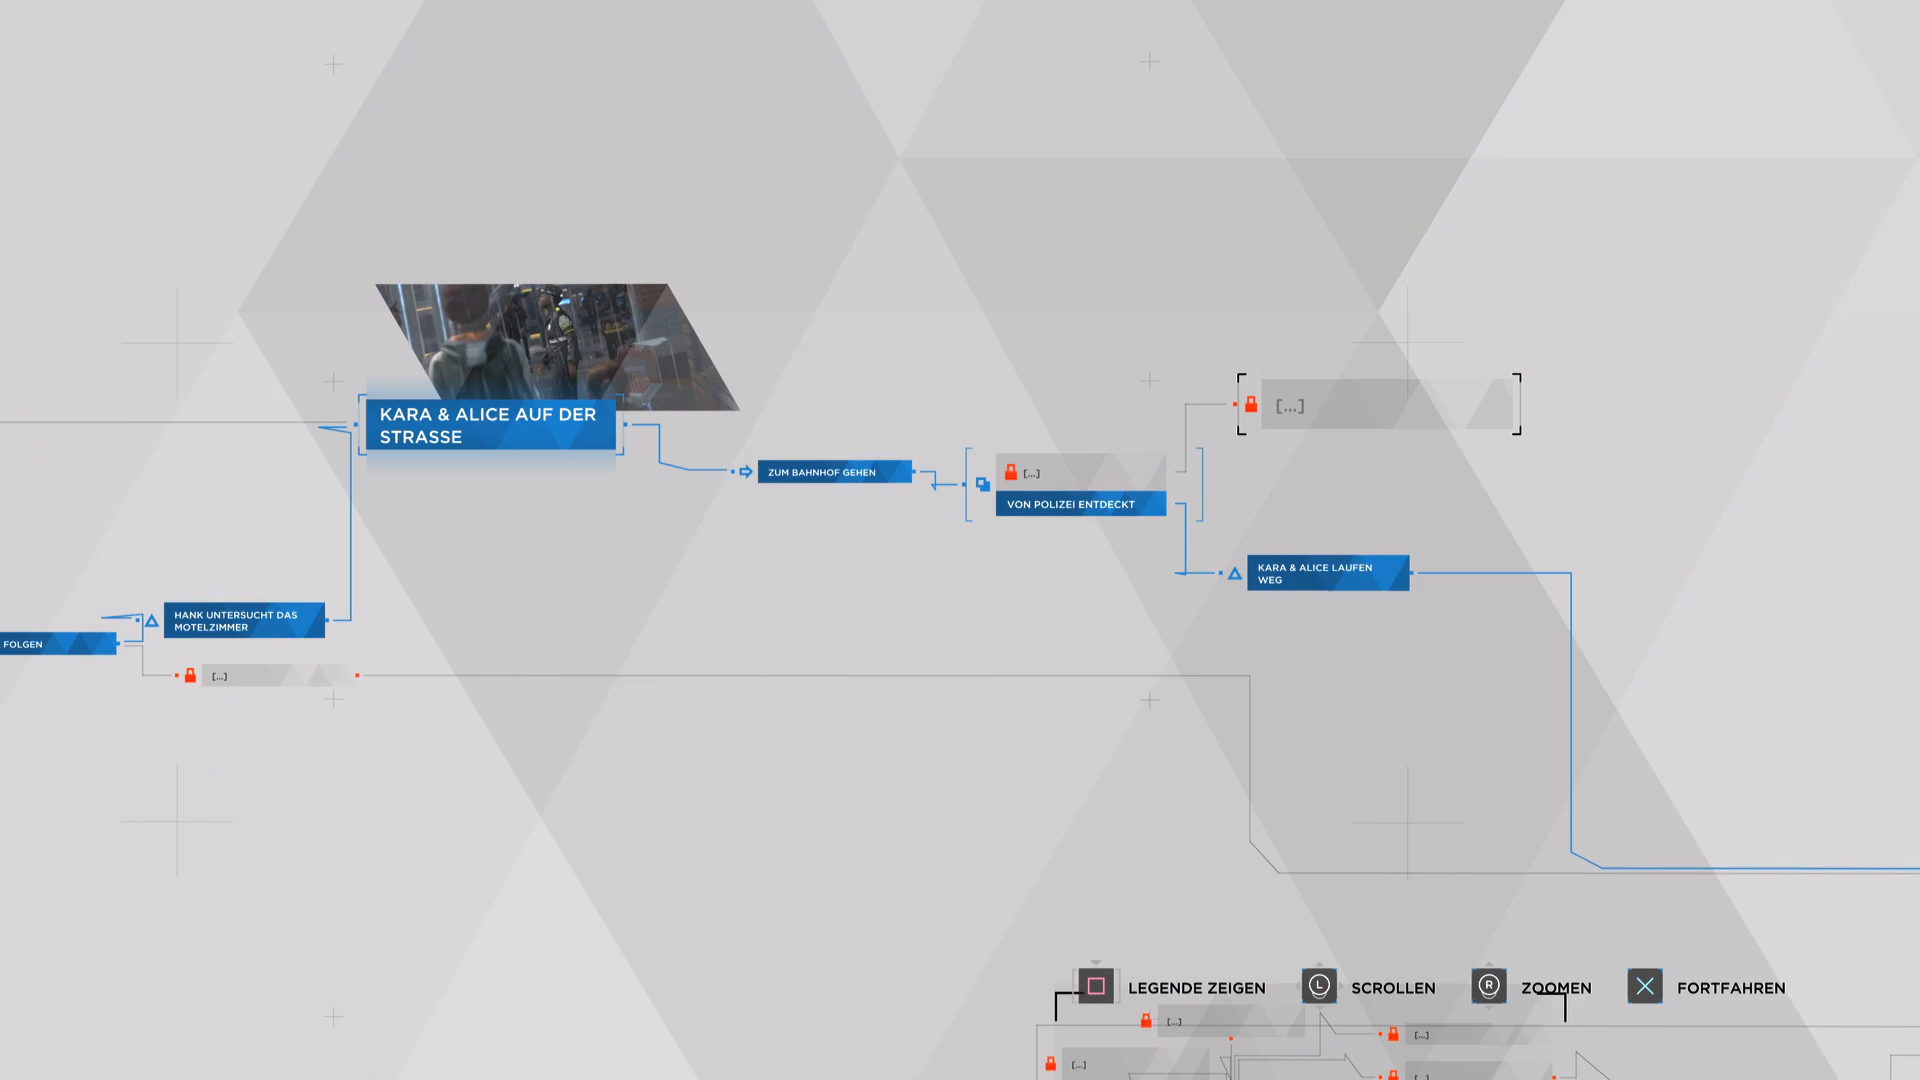 KARA & ALICE AUF DER
STRASSE
ZUM BAHNHOF GEHEN
[...]
VON POLIZEI ENTDECKT
[...]
KARA & ALICE LAUFEN
WEG
HANK UNTERSUCHT DAS
MOTELZIMMER
FOLGEN
[...]
LEGENDE ZEIGEN
L
SCROLLEN
R
ZOOMEN
FORTFAHREN
[...]
[...]
[...]
[...]